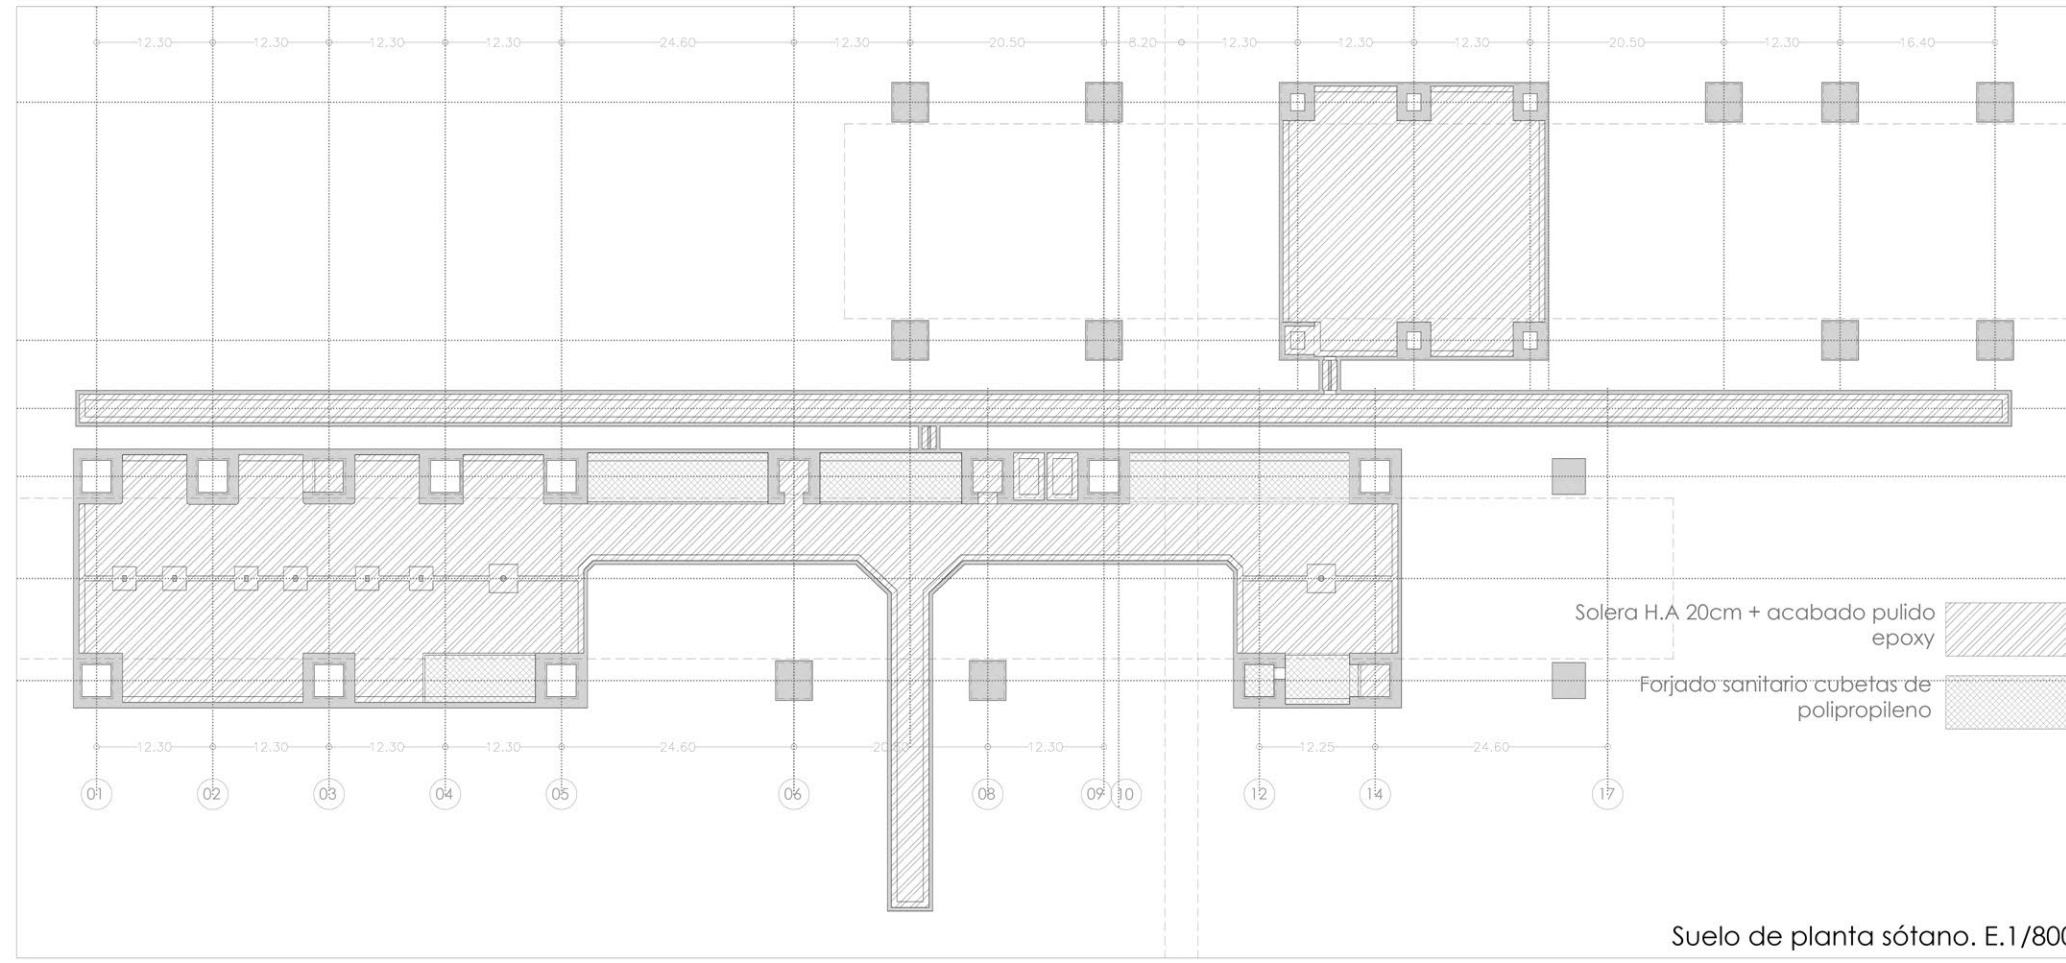 12.30 12.30 12.30 12.30 24.60 12.30 20.50 8.20 12.30 12.30 12.30 20.50 12.30 16.40
Solera H.A 20cm + acabado pulido
epoxy
Forjado sanitario cubetas de
polipropileno
12.30 12.30 12.30 12.30 24.60 12.30 12.25 24.60
01 02 03 04 05 06 08 09 10 12 14 17
Suelo de planta sótano. E.1/800